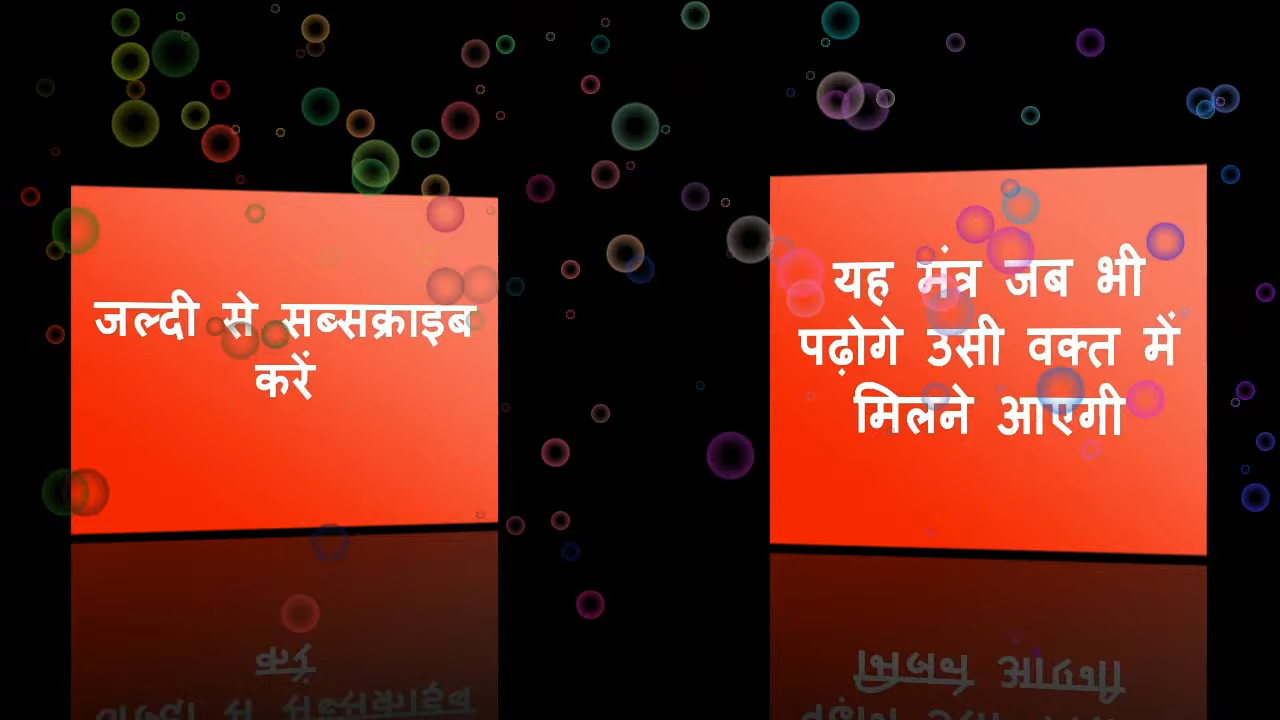 जल्दी से सब्सक्राइब
करें
यह मंत्र जब भी
पढ़ोगे उसी वक्त में
मिलने आएगी